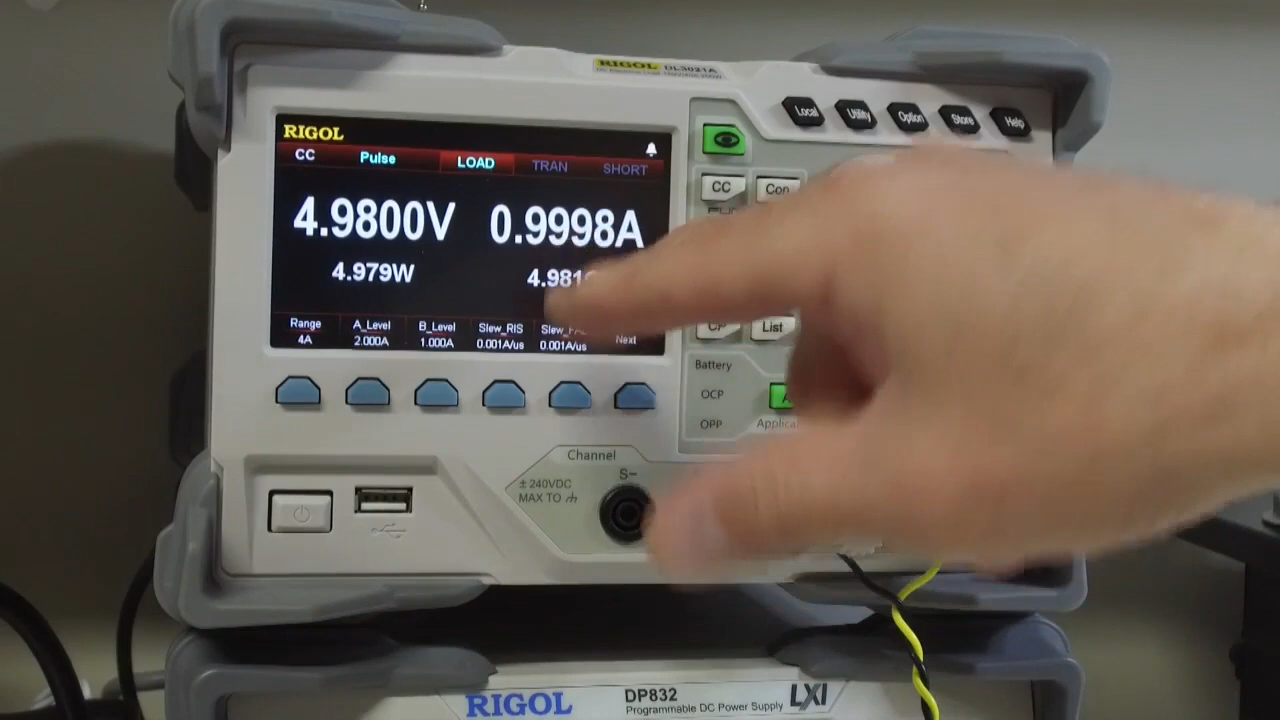 RIGOL DL3021A
RIGOL
CC Pulse LOAD TRAN SHORT
4.9800V 0.9998A
4.979W 4.981
Range A_Level B_Level Slew_RIS
4A 2.000A 1.000A 0.001A/us 0.001A/us Next
Local Utility Option Store Help
CC Con
CP List
Battery
OCP
OPP
Channel
S-
± 240VDC
MAX TO
RIGOL DP832 LXI
Programmable DC Power Supply